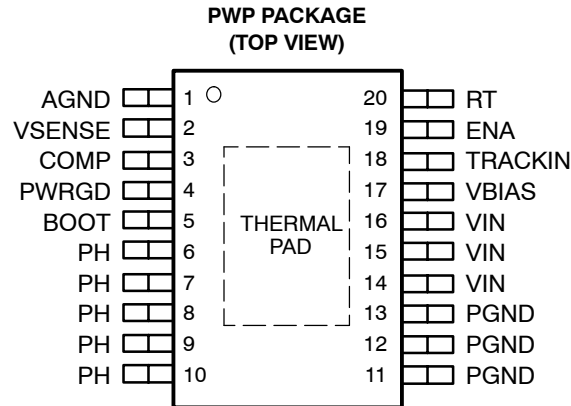 PWP PACKAGE
(TOP VIEW)
AGND 1 20 RT
VSENSE 2 19 ENA
COMP 3 18 TRACKIN
PWRGD 4 17 VBIAS
BOOT 5 16 VIN
PH 6 15 VIN
PH 7 14 VIN
PH 8 13 PGND
PH 9 12 PGND
PH 10 11 PGND
THERMAL
PAD